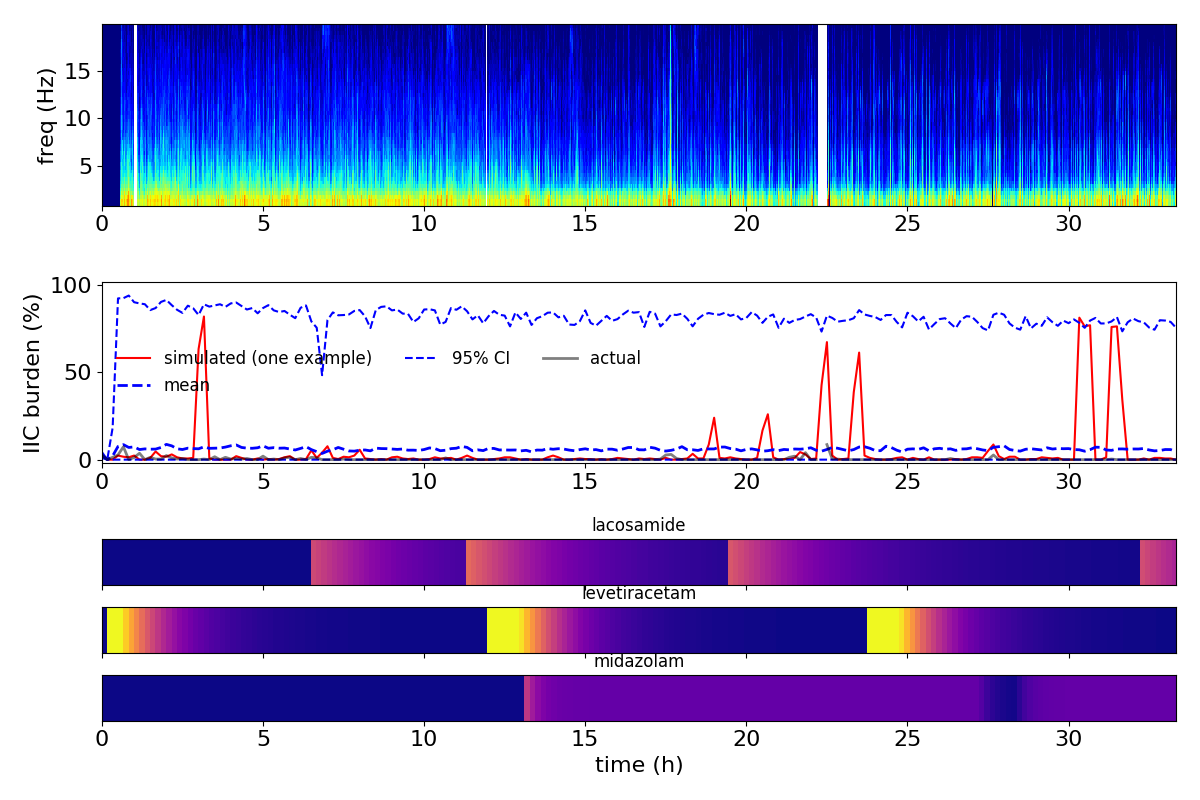 freq (Hz)
15
10
5
0 5 10 15 20 25 30
IIC burden (%)
100
50
0
simulated (one example) 95% CI actual
mean
0 5 10 15 20 25 30
lacosamide
levetiracetam
midazolam
0 5 10 15 20 25 30
time (h)